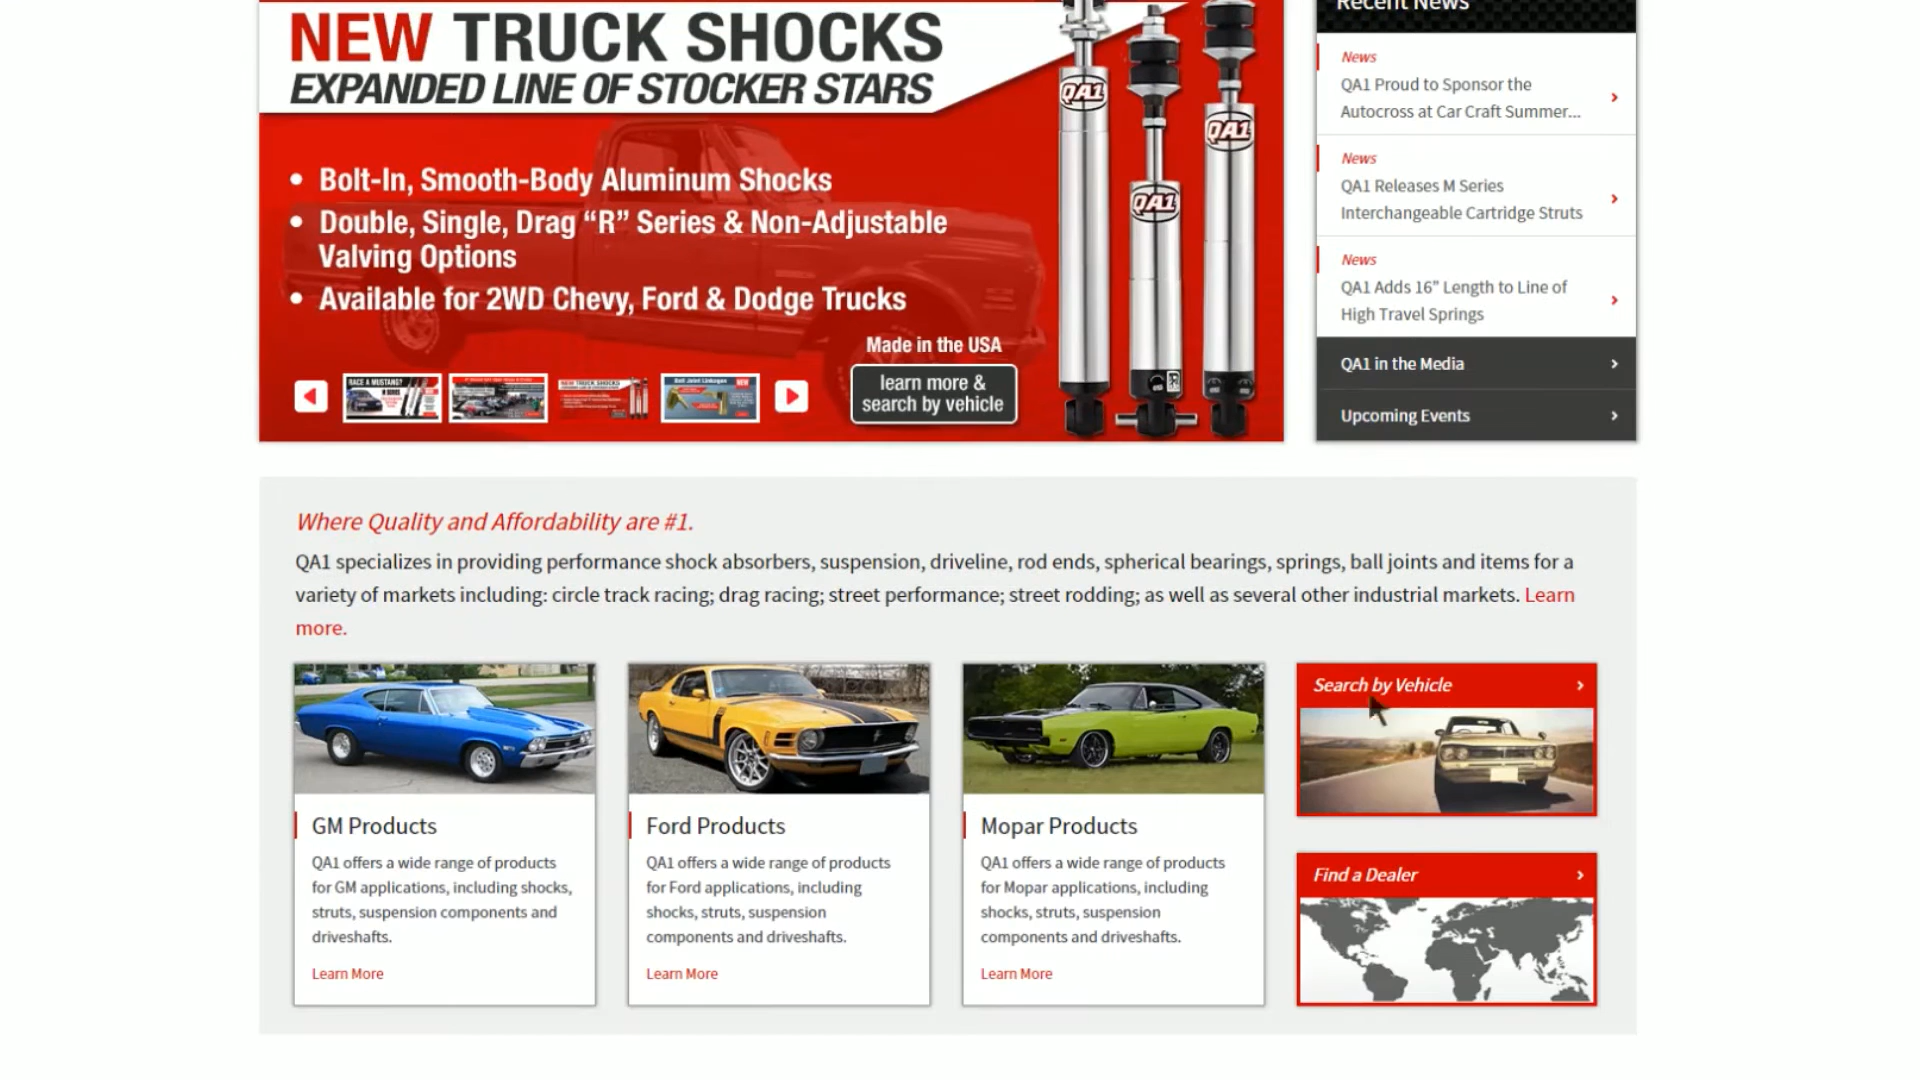 NEW TRUCK SHOCKS
EXPANDED LINE OF STOCKER STARS
• Bolt-In, Smooth-Body Aluminum Shocks
• Double, Single, Drag “R” Series & Non-Adjustable
Valving Options
• Available for 2WD Chevy, Ford & Dodge Trucks
Made in the USA
learn more &
search by vehicle
RACE A MUSTANG?
NEW TRUCK SHOCKS
QA1
QA1
QA1
Recent News
News
QA1 Proud to Sponsor the
Autocross at Car Craft Summer...
News
QA1 Releases M Series
Interchangeable Cartridge Struts
News
QA1 Adds 16” Length to Line of
High Travel Springs
QA1 in the Media
Upcoming Events
Where Quality and Affordability are #1.
QA1 specializes in providing performance shock absorbers, suspension, driveline, rod ends, spherical bearings, springs, ball joints and items for a
variety of markets including: circle track racing; drag racing; street performance; street rodding; as well as several other industrial markets. Learn
more.
GM Products
QA1 offers a wide range of products
for GM applications, including shocks,
struts, suspension components and
driveshafts.
Learn More
Ford Products
QA1 offers a wide range of products
for Ford applications, including
shocks, struts, suspension
components and driveshafts.
Learn More
Mopar Products
QA1 offers a wide range of products
for Mopar applications, including
shocks, struts, suspension
components and driveshafts.
Learn More
Search by Vehicle
Find a Dealer